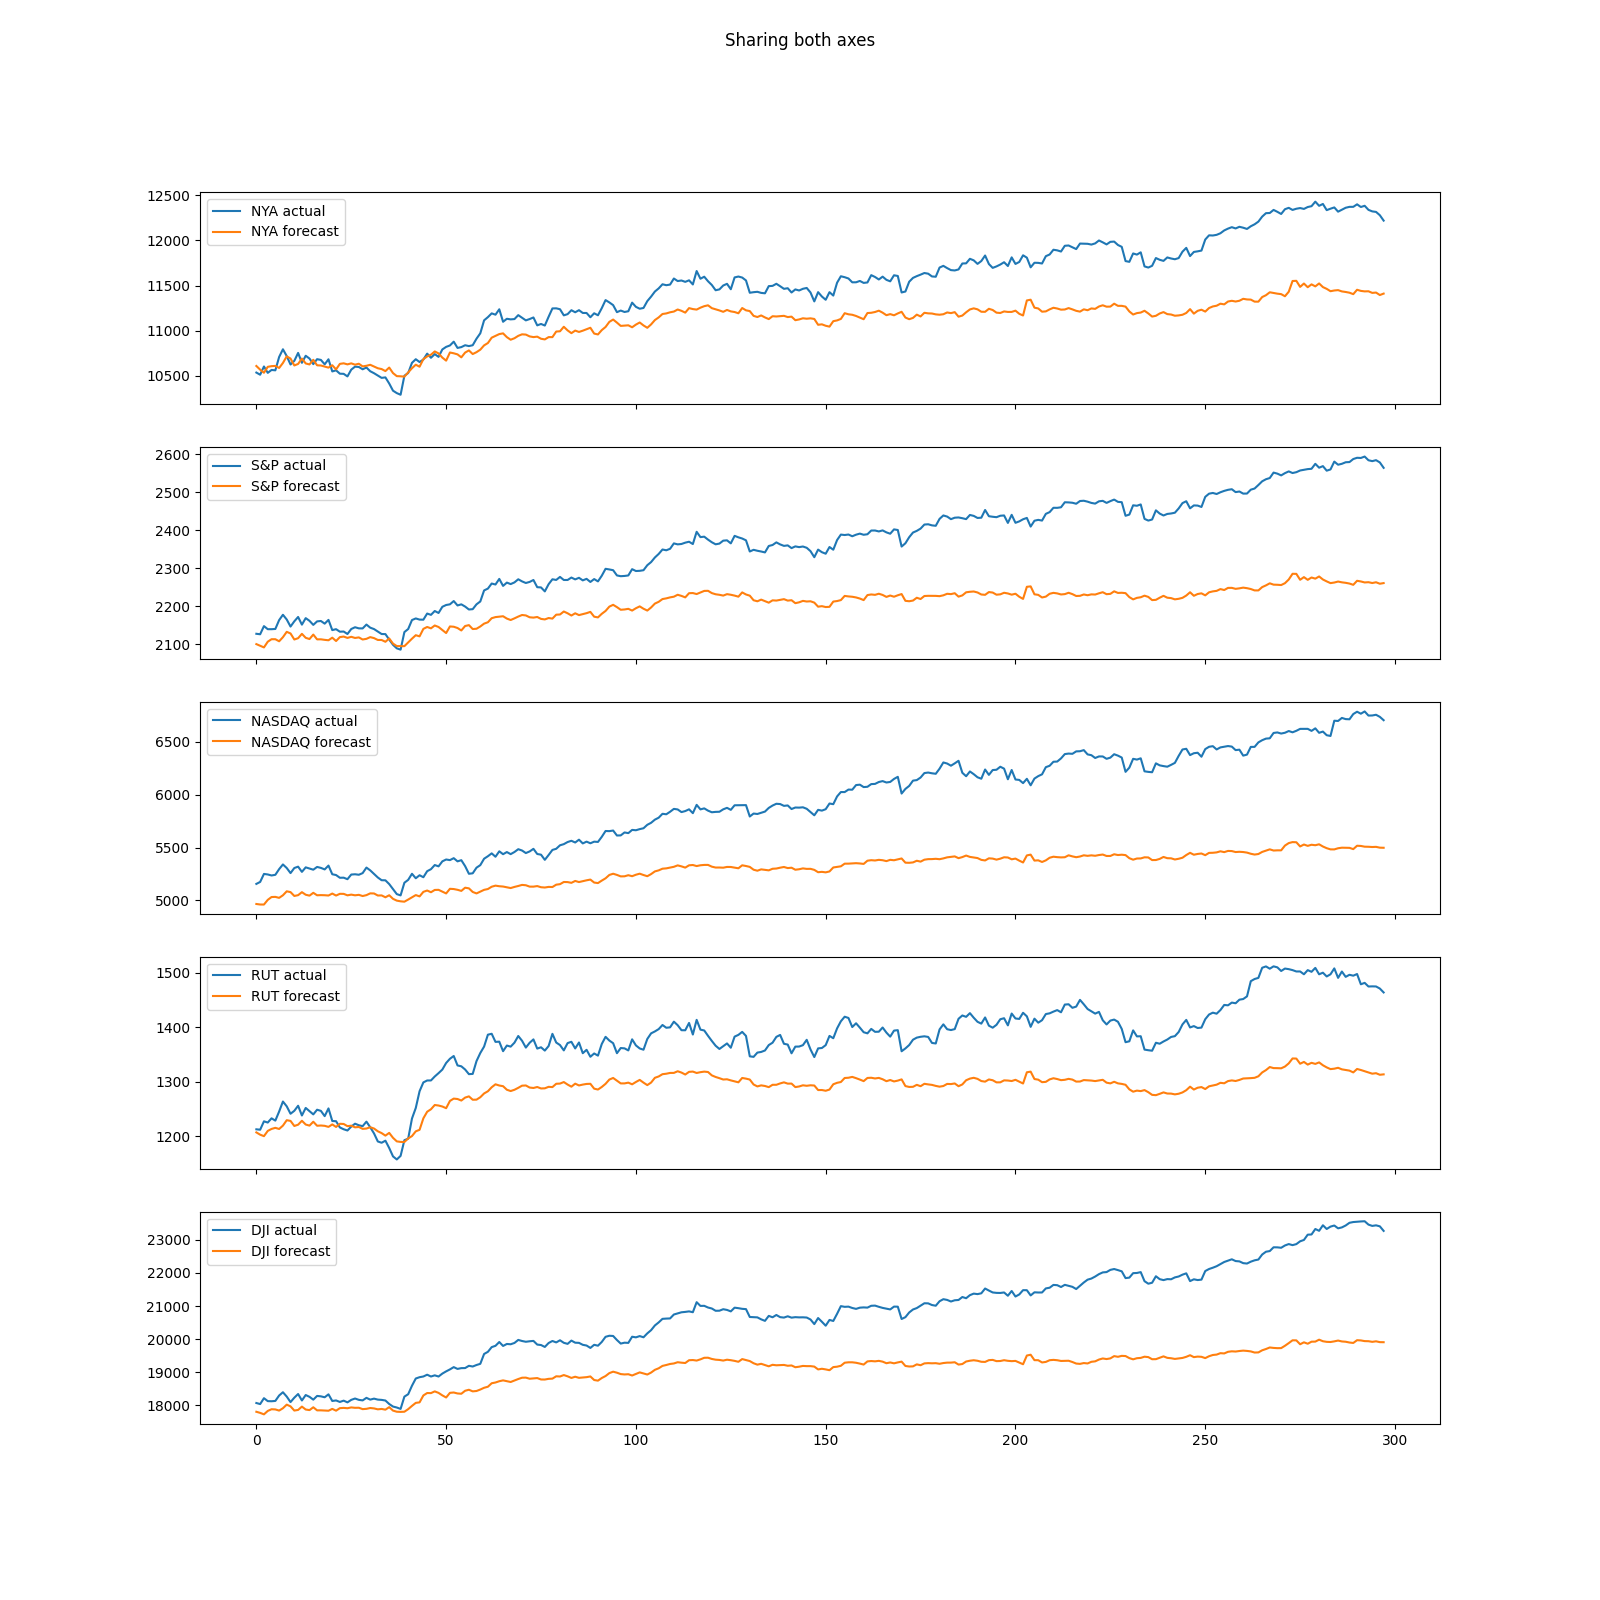 Sharing both axes
12500
12000
11500
11000
10500
NYA actual
NYA forecast
2600
2500
2400
2300
2200
2100
S&P actual
S&P forecast
6500
6000
5500
5000
NASDAQ actual
NASDAQ forecast
1500
1400
1300
1200
RUT actual
RUT forecast
23000
22000
21000
20000
19000
18000
DJI actual
DJI forecast
0 50 100 150 200 250 300